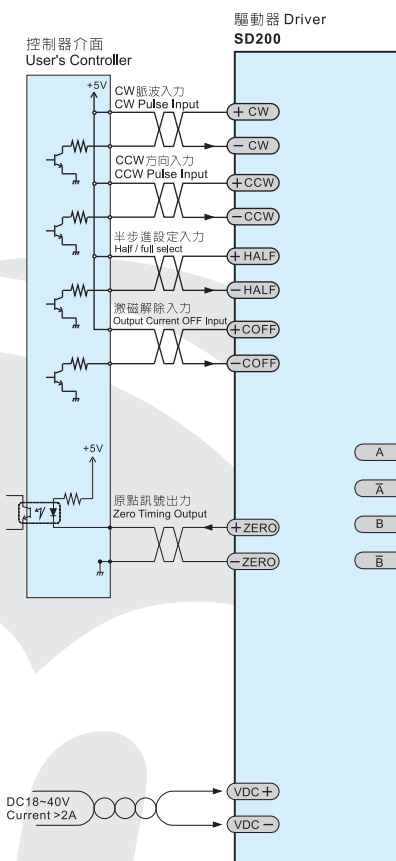 驅動器 Driver
SD200
控制器介面
User's Controller
+5V
CW脈波入力
CW Pulse Input
+ CW
− CW
CCW方向入力
CCW Pulse Input
+CCW
−CCW
半步進設定入力
Half / full select
+ HALF
− HALF
激磁解除入力
Output Current OFF Input
+COFF
−COFF
+5V
A
A̅
原點訊號出力
Zero Timing Output
+ZERO
B
−ZERO
B̅
DC18~40V
Current >2A
VDC +
VDC −